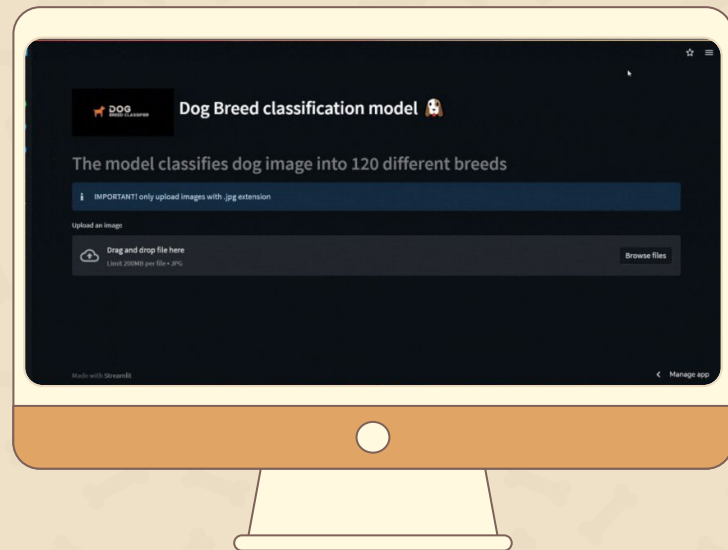 DOG
BREED CLASSIFIER
Dog Breed classification model
The model classifies dog image into 120 different breeds
IMPORTANT! only upload images with .jpg extension
Upload an image
Drag and drop file here
Limit 200MB per file • JPG
Browse files
Made with Streamlit
Manage app